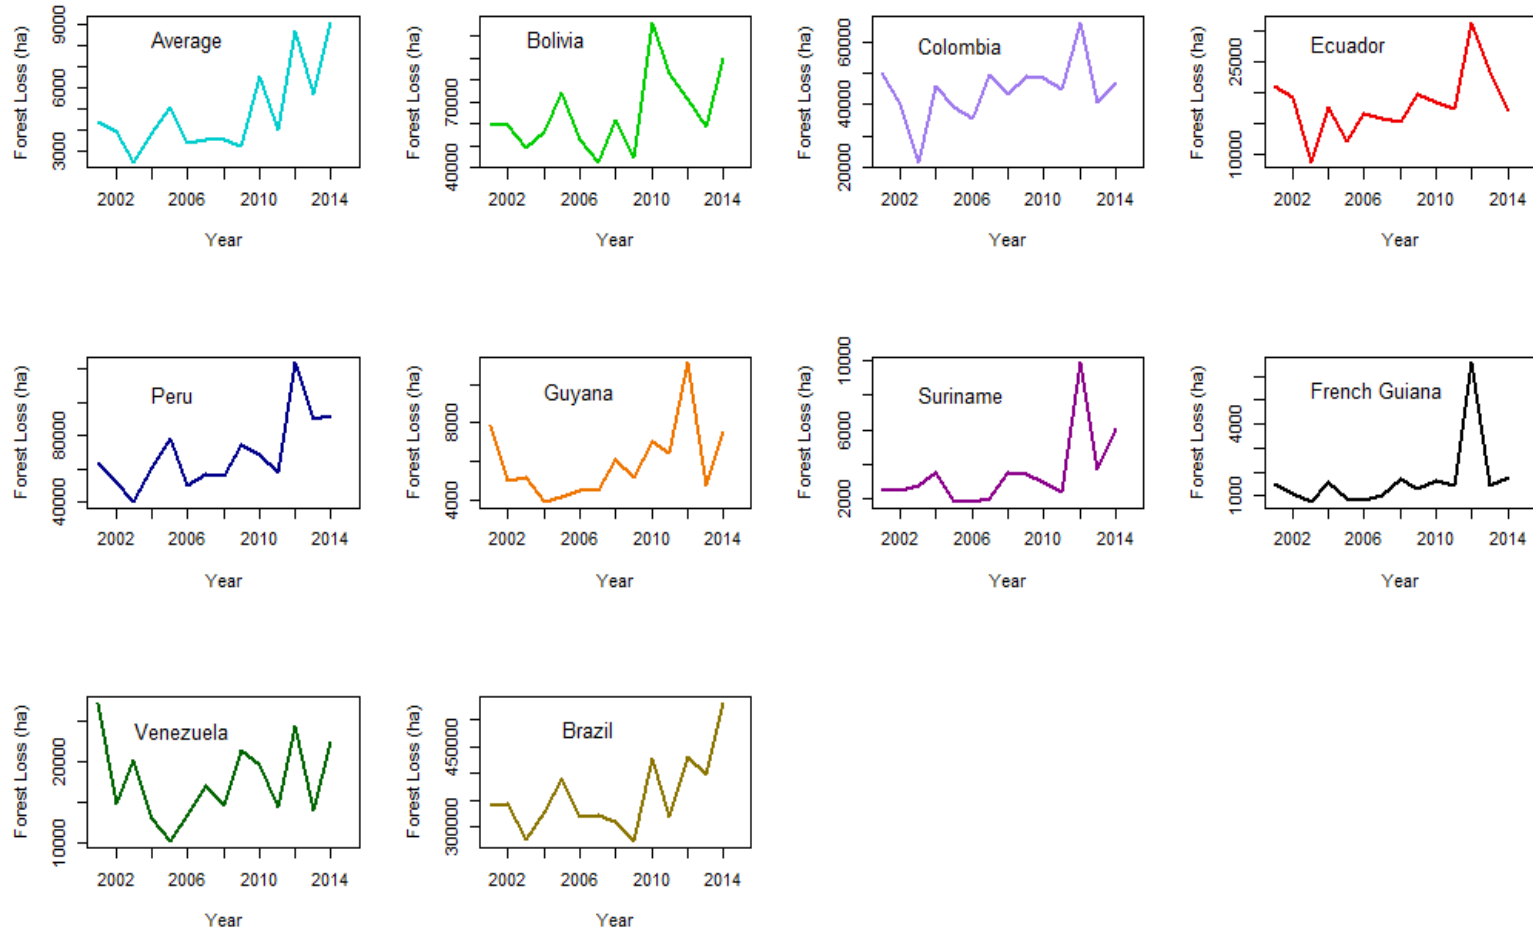 Average
Forest Loss (ha)
9000
6000
3000
2002 2006 2010 2014
Year
Bolivia
Forest Loss (ha)
70000
40000
2002 2006 2010 2014
Year
Colombia
Forest Loss (ha)
60000
40000
20000
2002 2006 2010 2014
Year
Ecuador
Forest Loss (ha)
25000
10000
2002 2006 2010 2014
Year
Peru
Forest Loss (ha)
80000
40000
2002 2006 2010 2014
Year
Guyana
Forest Loss (ha)
8000
4000
2002 2006 2010 2014
Year
Suriname
Forest Loss (ha)
10000
6000
2000
2002 2006 2010 2014
Year
French Guiana
Forest Loss (ha)
4000
1000
2002 2006 2010 2014
Year
Venezuela
Forest Loss (ha)
20000
10000
2002 2006 2010 2014
Year
Brazil
Forest Loss (ha)
450000
300000
2002 2006 2010 2014
Year